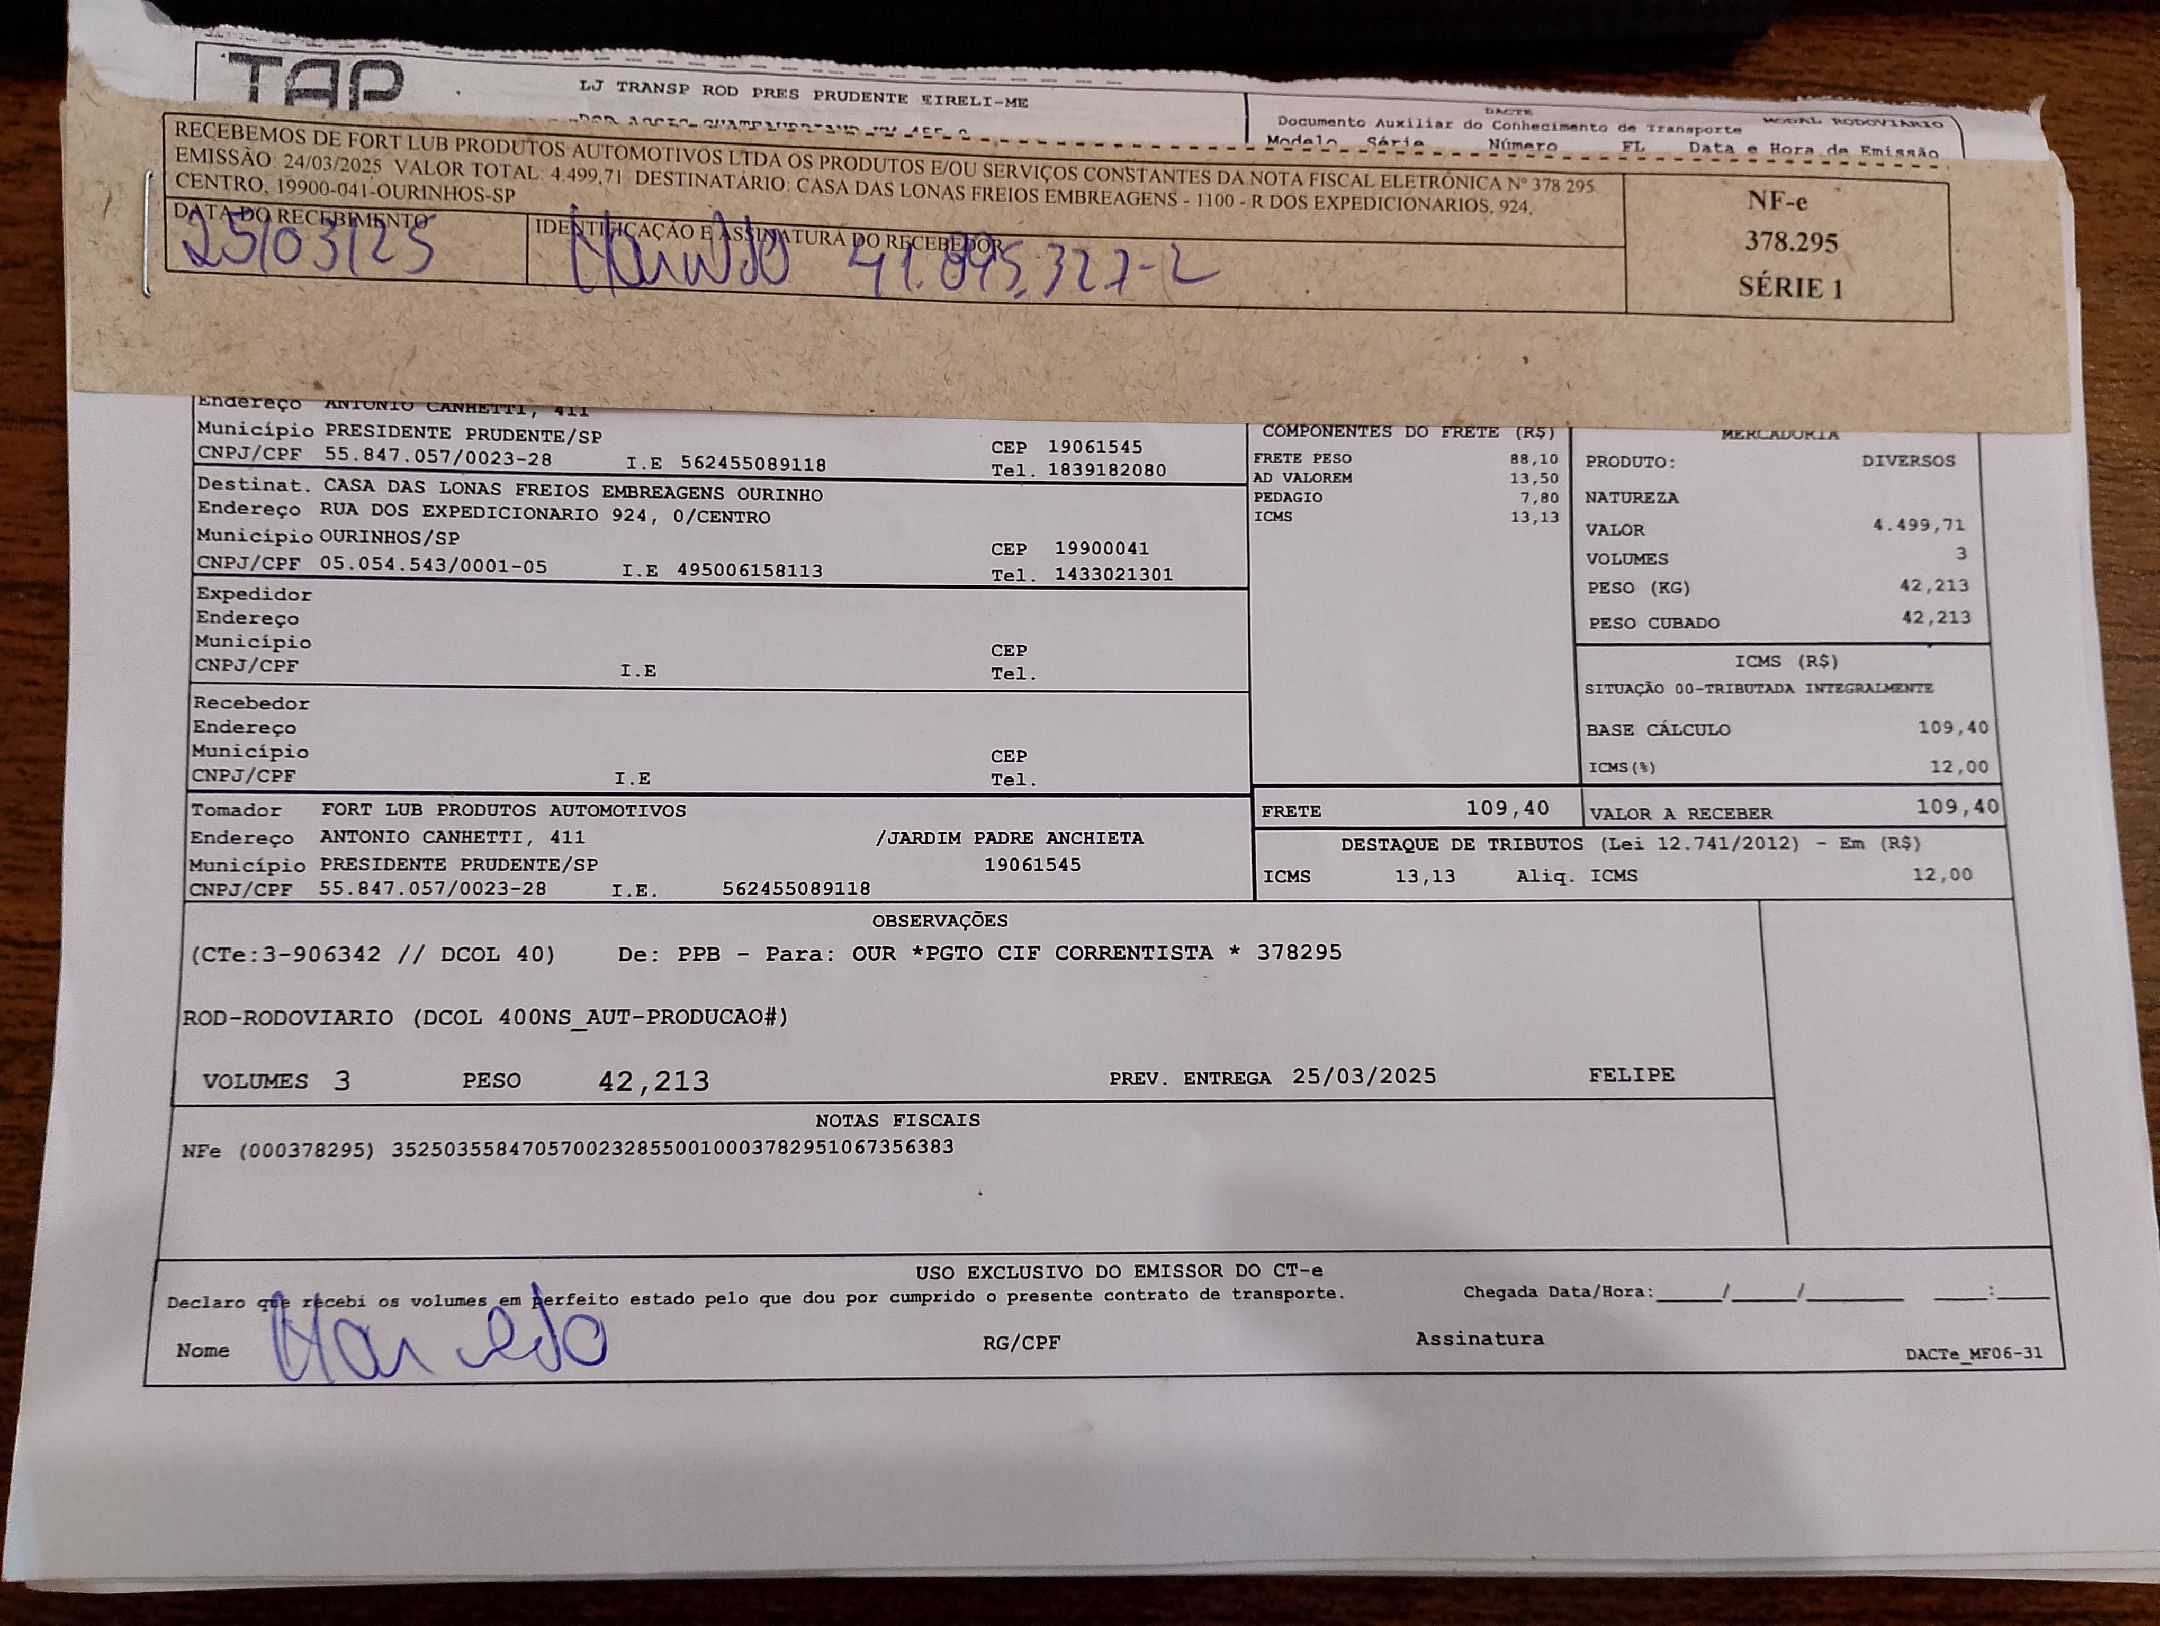 TAP
LJ TRANSP ROD PRES PRUDENTE EIRELI-ME
DACTE
MODAL RODOVIARIO
Documento Auxiliar do Conhecimento de Transporte
Modelo Série Número FL Data e Hora de Emissão
RECEBEMOS DE FORT LUB PRODUTOS AUTOMOTIVOS LTDA OS PRODUTOS E/OU SERVIÇOS CONSTANTES DA NOTA FISCAL ELETRÔNICA Nº 378.295.
EMISSÃO: 24/03/2025 VALOR TOTAL: 4.499,71 DESTINATÁRIO: CASA DAS LONAS FREIOS EMBREAGENS - 1100 - R DOS EXPEDICIONARIOS, 924,
CENTRO, 19900-041-OURINHOS-SP
DATA DO RECEBIMENTO
25/03/25
IDENTIFICAÇÃO E ASSINATURA DO RECEBEDOR
41.895.327-2
NF-e
378.295
SÉRIE 1
Endereço ANTONIO CANHETTI, 411
Município PRESIDENTE PRUDENTE/SP CEP 19061545
CNPJ/CPF 55.847.057/0023-28 I.E 562455089118 Tel. 1839182080
Destinat. CASA DAS LONAS FREIOS EMBREAGENS OURINHO
Endereço RUA DOS EXPEDICIONARIO 924, 0/CENTRO
Município OURINHOS/SP CEP 19900041
CNPJ/CPF 05.054.543/0001-05 I.E 495006158113 Tel. 1433021301
Expedidor
Endereço
Município CEP
CNPJ/CPF I.E Tel.
Recebedor
Endereço
Município CEP
CNPJ/CPF I.E Tel.
Tomador FORT LUB PRODUTOS AUTOMOTIVOS
Endereço ANTONIO CANHETTI, 411 /JARDIM PADRE ANCHIETA
Município PRESIDENTE PRUDENTE/SP 19061545
CNPJ/CPF 55.847.057/0023-28 I.E. 562455089118
COMPONENTES DO FRETE (R$)
FRETE PESO 88,10
AD VALOREM 13,50
PEDAGIO 7,80
ICMS 13,13
MERCADORIA
PRODUTO: DIVERSOS
NATUREZA
VALOR 4.499,71
VOLUMES 3
PESO (KG) 42,213
PESO CUBADO 42,213
ICMS (R$)
SITUAÇÃO 00-TRIBUTADA INTEGRALMENTE
BASE CÁLCULO 109,40
ICMS(%) 12,00
FRETE 109,40
VALOR A RECEBER 109,40
DESTAQUE DE TRIBUTOS (Lei 12.741/2012) - Em (R$)
ICMS 13,13 Aliq. ICMS 12,00
OBSERVAÇÕES
(CTe:3-906342 // DCOL 40) De: PPB - Para: OUR *PGTO CIF CORRENTISTA * 378295
ROD-RODOVIARIO (DCOL 400NS_AUT-PRODUCAO#)
VOLUMES 3 PESO 42,213 PREV. ENTREGA 25/03/2025 FELIPE
NOTAS FISCAIS
NFe (000378295) 35250355847057002328550010003782951067356383
USO EXCLUSIVO DO EMISSOR DO CT-e
Declaro que recebi os volumes em perfeito estado pelo que dou por cumprido o presente contrato de transporte. Chegada Data/Hora:_____/_____/________ ____:____
Nome RG/CPF Assinatura
DACTe_MF06-31